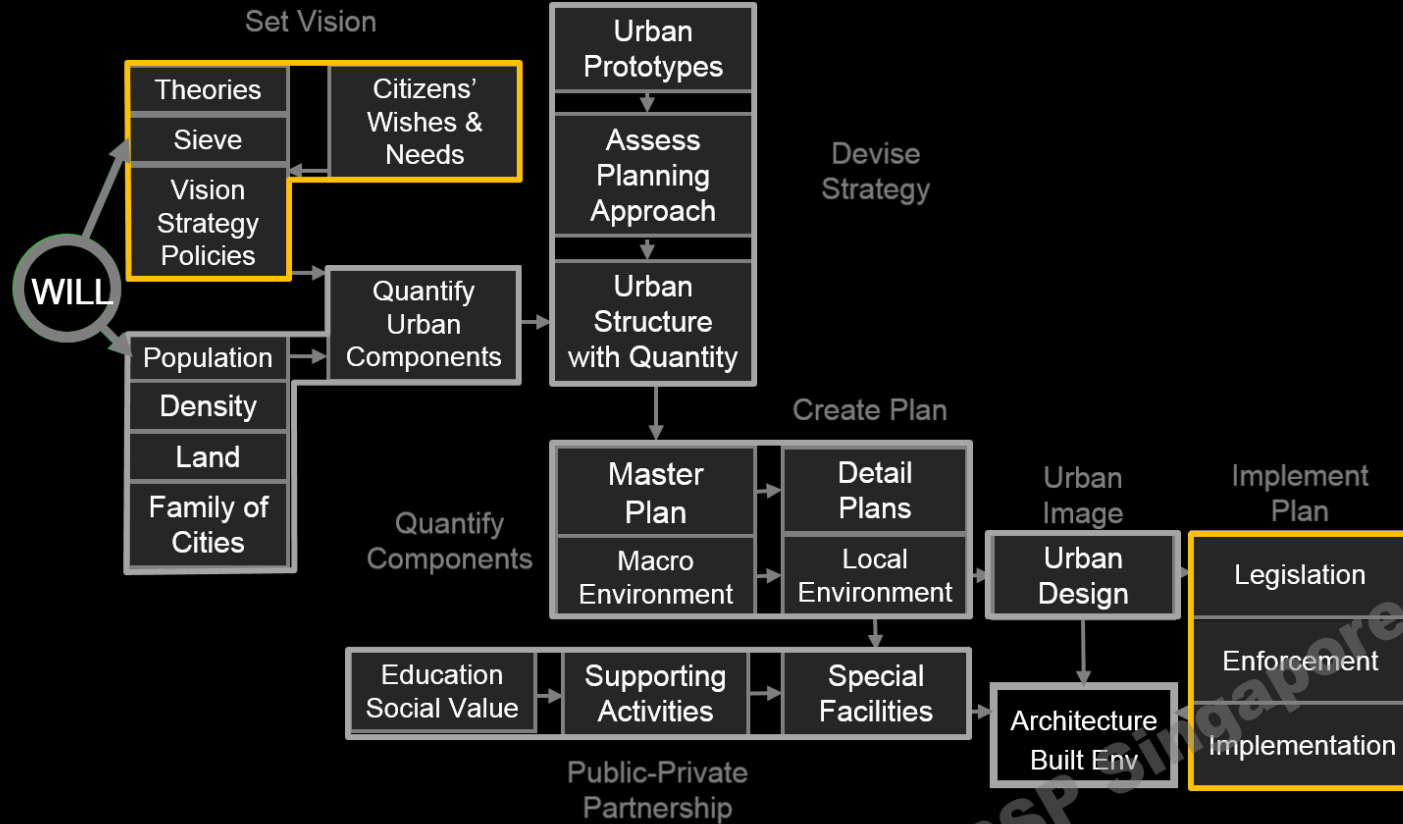 Set Vision
Theories
Sieve
Vision
Strategy
Policies
Citizens’
Wishes &
Needs
WILL
Population
Density
Land
Family of
Cities
Quantify
Urban
Components
Urban
Prototypes
Assess
Planning
Approach
Urban
Structure
with Quantity
Devise
Strategy
Create Plan
Quantify
Components
Master
Plan
Detail
Plans
Macro
Environment
Local
Environment
Urban
Image
Urban
Design
Implement
Plan
Legislation
Enforcement
Implementation
Education
Social Value
Supporting
Activities
Special
Facilities
Architecture
Built Env
Public-Private
Partnership
Singapore